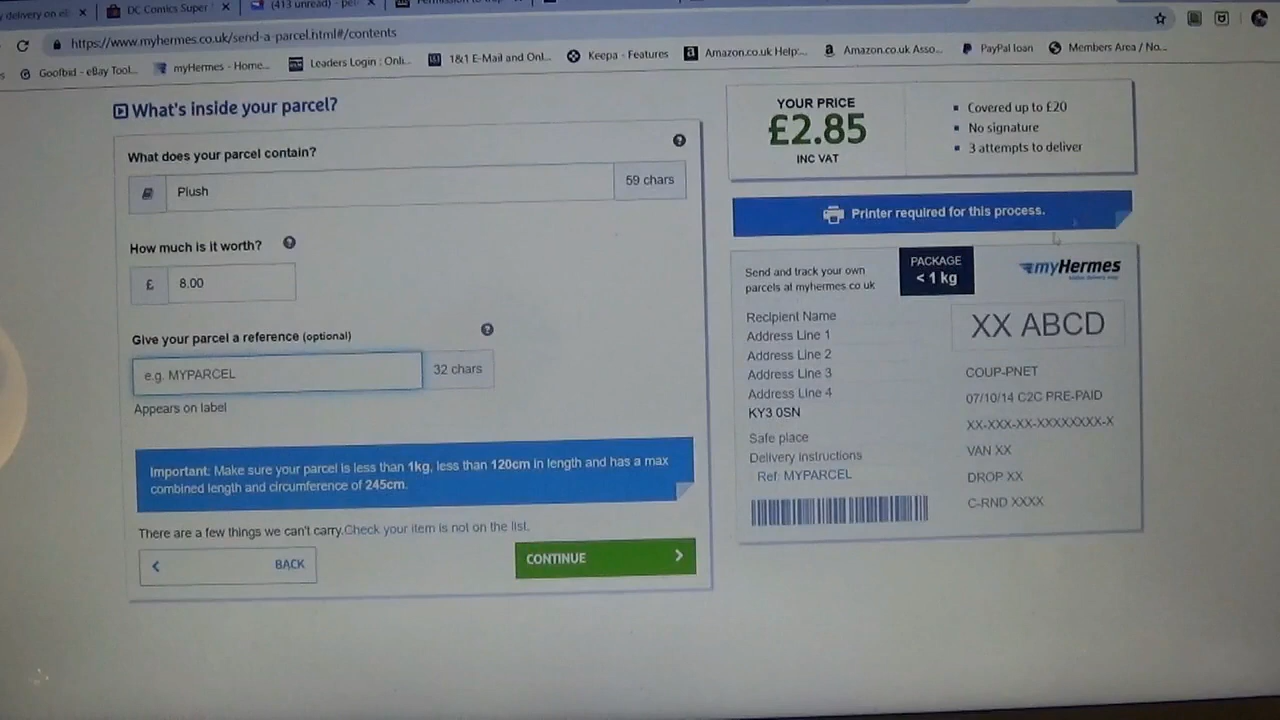 y delivery on eB
DC Comics Super
(413 unread) - pe
https://www.myhermes.co.uk/send-a-parcel.html#/contents
Goofbid - eBay Tool...
myHermes - Home...
Leaders Login : Onli...
1&1 E-Mail and Onl...
Keepa - Features
Amazon.co.uk Help:...
Amazon.co.uk Asso...
PayPal loan
Members Area / No...
What's inside your parcel?
What does your parcel contain?
Plush
59 chars
How much is it worth?
£
8.00
Give your parcel a reference (optional)
e.g. MYPARCEL
32 chars
Appears on label
Important: Make sure your parcel is less than 1kg, less than 120cm in length and has a max
combined length and circumference of 245cm.
There are a few things we can't carry.Check your item is not on the list.
BACK
CONTINUE
YOUR PRICE
£2.85
INC VAT
Covered up to £20
No signature
3 attempts to deliver
Printer required for this process.
Send and track your own
parcels at myhermes.co.uk
PACKAGE
< 1 kg
myHermes
Recipient Name
Address Line 1
Address Line 2
Address Line 3
Address Line 4
KY3 0SN
Safe place
Delivery Instructions
Ref: MYPARCEL
XX ABCD
COUP-PNET
07/10/14 C2C PRE-PAID
XX-XXX-XX-XXXXXXXX-X
VAN XX
DROP XX
C-RND XXXX